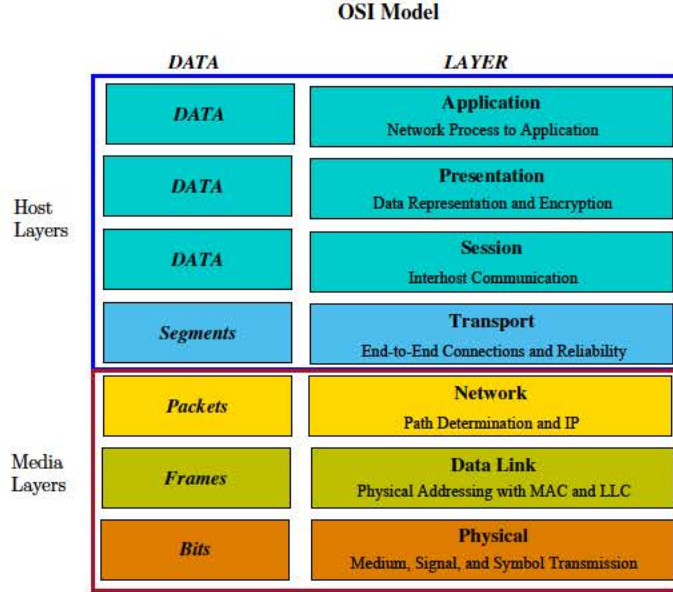 OSI Model
DATA LAYER
DATA
Application
Network Process to Application
DATA
Presentation
Data Representation and Encryption
Host
Layers
DATA
Session
Interhost Communication
Segments
Transport
End-to-End Connections and Reliability
Packets
Network
Path Determination and IP
Media
Layers
Frames
Data Link
Physical Addressing with MAC and LLC
Bits
Physical
Medium, Signal, and Symbol Transmission